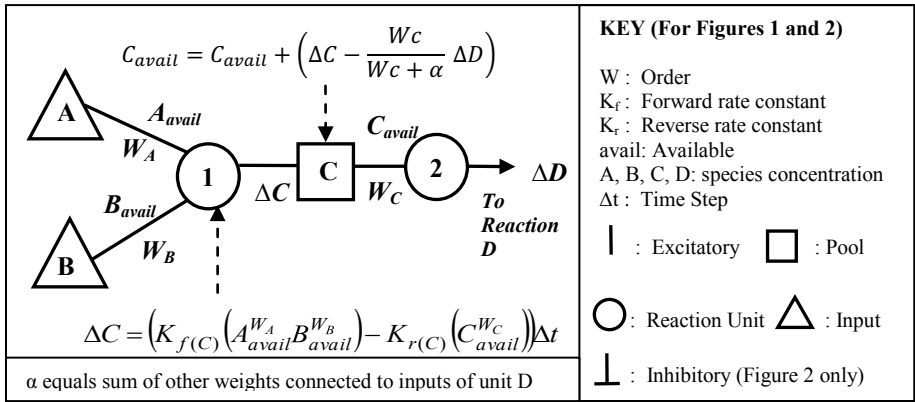 C_avail = C_avail + (ΔC − Wc / (Wc + α) ΔD)
A
A_avail
W_A
B
B_avail
W_B
1
ΔC
C
C_avail
W_C
2
ΔD
To
Reaction
D
ΔC = (K_f(C) (A_avail^W_A B_avail^W_B) − K_r(C) (C_avail^W_C)) Δt
α equals sum of other weights connected to inputs of unit D
KEY (For Figures 1 and 2)
W : Order
K_f : Forward rate constant
K_r : Reverse rate constant
avail: Available
A, B, C, D: species concentration
Δt : Time Step
: Excitatory : Pool
: Reaction Unit : Input
: Inhibitory (Figure 2 only)